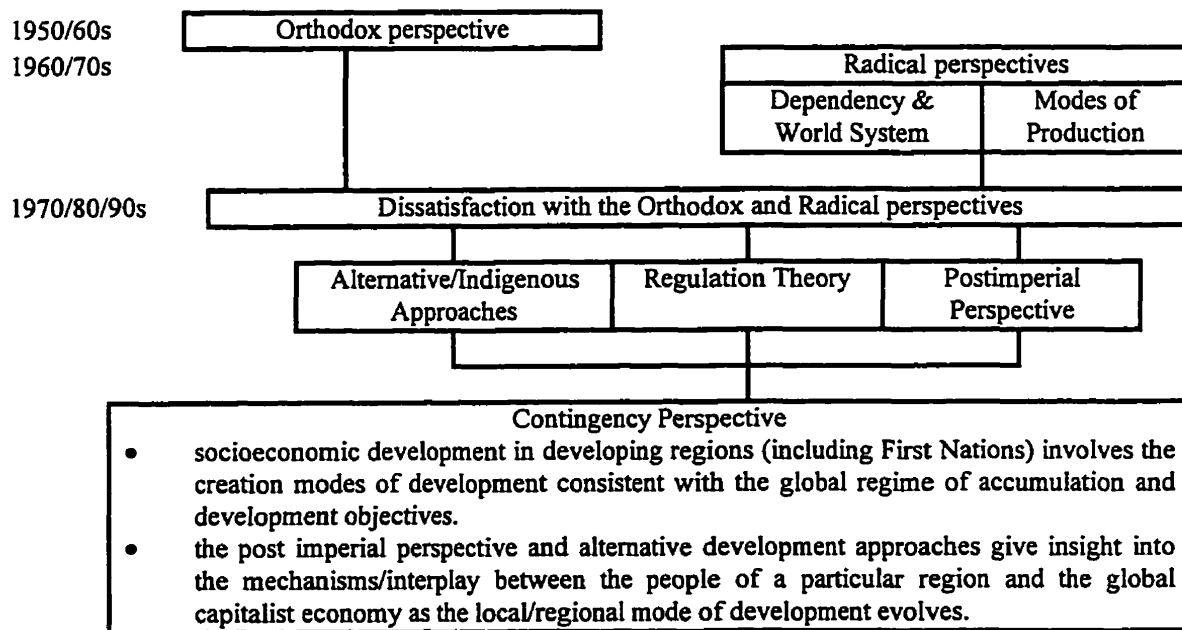 1950/60s Orthodox perspective
1960/70s Radical perspectives
Dependency & World System
Modes of Production
1970/80/90s Dissatisfaction with the Orthodox and Radical perspectives
Alternative/Indigenous Approaches
Regulation Theory
Postimperial Perspective
Contingency Perspective
• socioeconomic development in developing regions (including First Nations) involves the
creation modes of development consistent with the global regime of accumulation and
development objectives.
• the post imperial perspective and alternative development approaches give insight into
the mechanisms/interplay between the people of a particular region and the global
capitalist economy as the local/regional mode of development evolves.